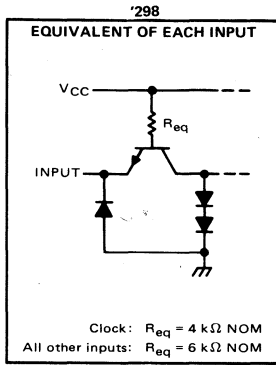 '298
EQUIVALENT OF EACH INPUT
VCC
Req
INPUT
Clock: Req = 4 kΩ NOM
All other inputs: Req = 6 kΩ NOM